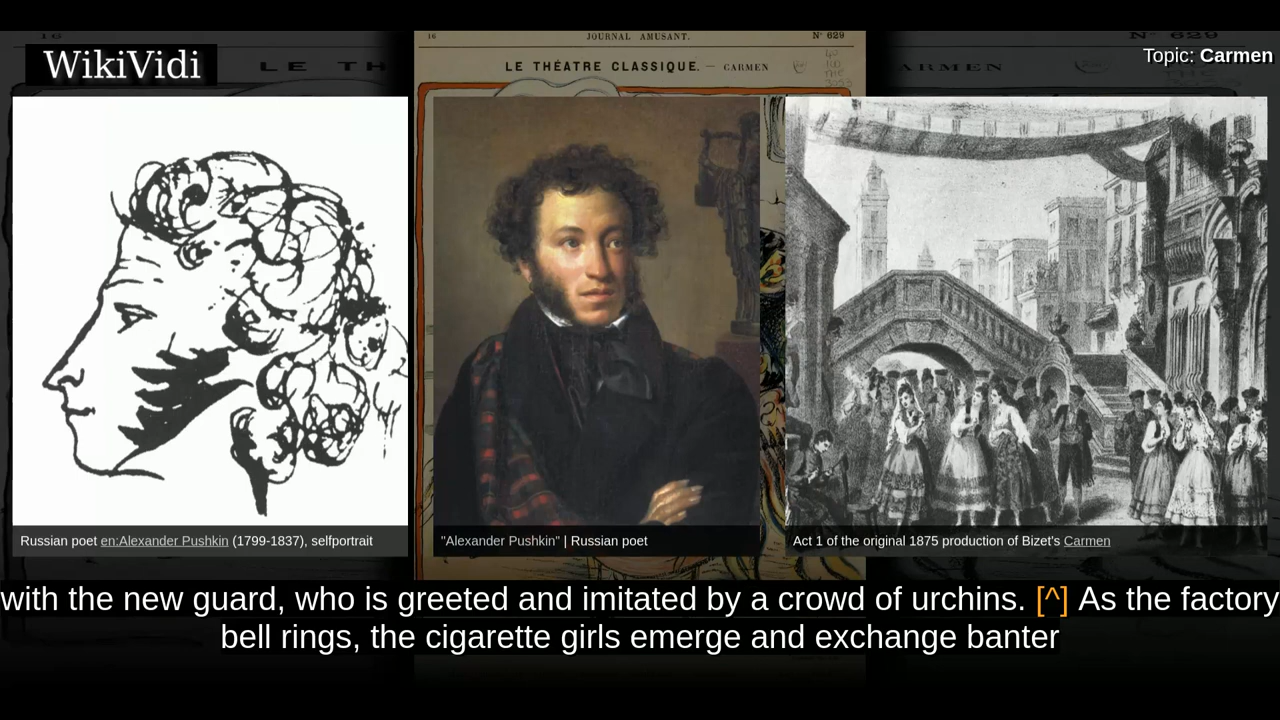 16
JOURNAL AMUSANT.
N° 629
WikiVidi
LE THÉATRE CLASSIQUE. — CARMEN
Topic: Carmen
Russian poet en:Alexander Pushkin (1799-1837), selfportrait
"Alexander Pushkin" | Russian poet
Act 1 of the original 1875 production of Bizet's Carmen
with the new guard, who is greeted and imitated by a crowd of urchins. [^] As the factory
bell rings, the cigarette girls emerge and exchange banter